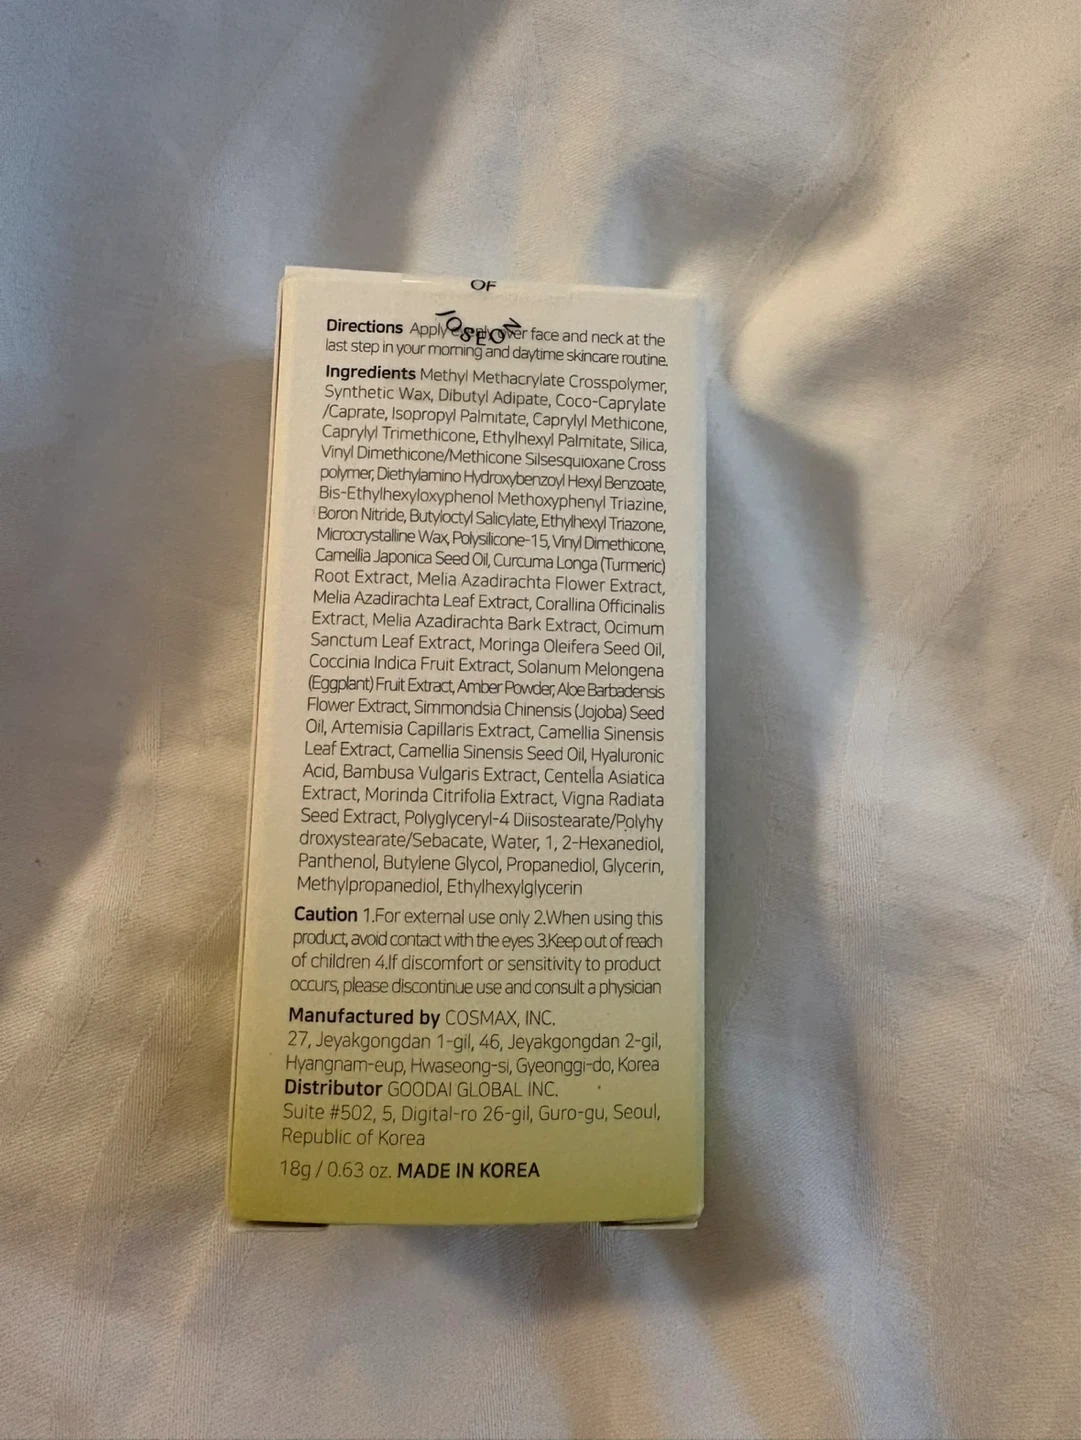 OF
JOSEON
Directions Apply evenly over face and neck at the
last step in your morning and daytime skincare routine.
Ingredients Methyl Methacrylate Crosspolymer,
Synthetic Wax, Dibutyl Adipate, Coco-Caprylate
/Caprate, Isopropyl Palmitate, Caprylyl Methicone,
Caprylyl Trimethicone, Ethylhexyl Palmitate, Silica,
Vinyl Dimethicone/Methicone Silsesquioxane Cross
polymer, Diethylamino Hydroxybenzoyl Hexyl Benzoate,
Bis-Ethylhexyloxyphenol Methoxyphenyl Triazine,
Boron Nitride, Butyloctyl Salicylate, Ethylhexyl Triazone,
Microcrystalline Wax, Polysilicone-15, Vinyl Dimethicone,
Camellia Japonica Seed Oil, Curcuma Longa (Turmeric)
Root Extract, Melia Azadirachta Flower Extract,
Melia Azadirachta Leaf Extract, Corallina Officinalis
Extract, Melia Azadirachta Bark Extract, Ocimum
Sanctum Leaf Extract, Moringa Oleifera Seed Oil,
Coccinia Indica Fruit Extract, Solanum Melongena
(Eggplant) Fruit Extract, Amber Powder, Aloe Barbadensis
Flower Extract, Simmondsia Chinensis (Jojoba) Seed
Oil, Artemisia Capillaris Extract, Camellia Sinensis
Leaf Extract, Camellia Sinensis Seed Oil, Hyaluronic
Acid, Bambusa Vulgaris Extract, Centella Asiatica
Extract, Morinda Citrifolia Extract, Vigna Radiata
Seed Extract, Polyglyceryl-4 Diisostearate/Polyhy
droxystearate/Sebacate, Water, 1, 2-Hexanediol,
Panthenol, Butylene Glycol, Propanediol, Glycerin,
Methylpropanediol, Ethylhexylglycerin
Caution 1.For external use only 2.When using this
product, avoid contact with the eyes 3.Keep out of reach
of children 4.If discomfort or sensitivity to product
occurs, please discontinue use and consult a physician
Manufactured by COSMAX, INC.
27, Jeyakgongdan 1-gil, 46, Jeyakgongdan 2-gil,
Hyangnam-eup, Hwaseong-si, Gyeonggi-do, Korea
Distributor GOODAI GLOBAL INC.
Suite #502, 5, Digital-ro 26-gil, Guro-gu, Seoul,
Republic of Korea
18g / 0.63 oz. MADE IN KOREA